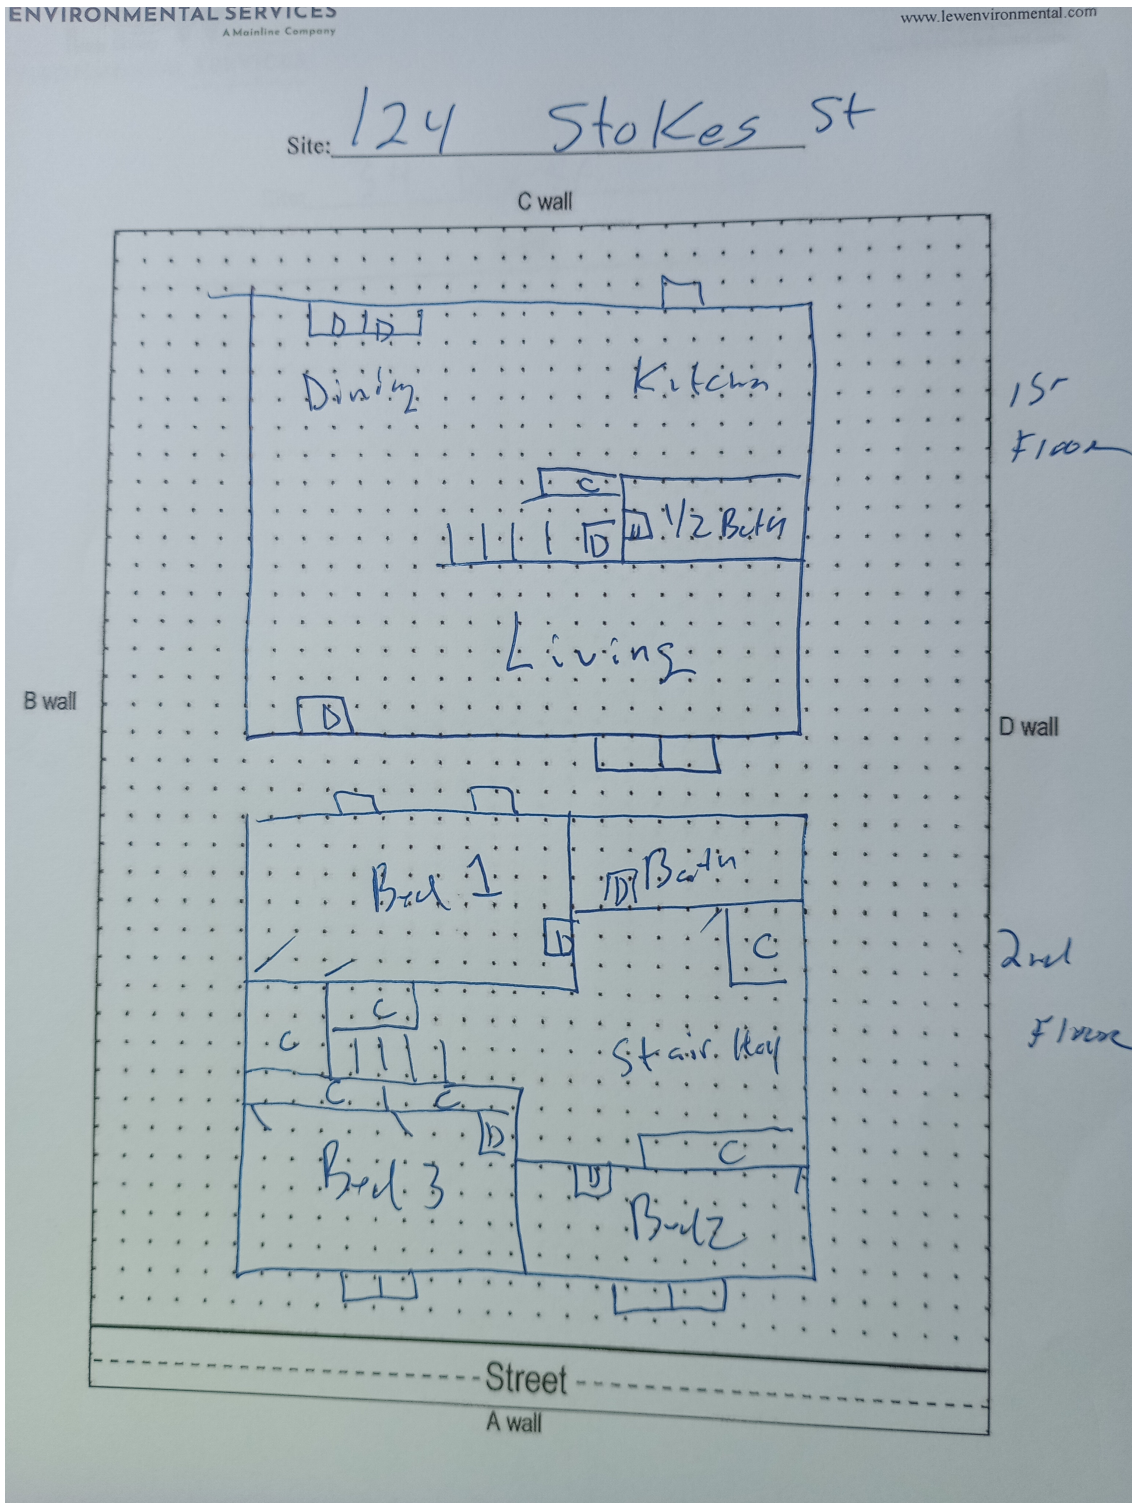 ENVIRONMENTAL SERVICES
A Mainline Company
www.lewenvironmental.com
Site: 124 Stokes St
C wall
D D
Dining
Kitchen
1st
Floor
C
D
D
1/2 Bath
Living
B wall
D
D wall
Bed 1
D Bath
D
C
2nd
Floor
C
C
Stair Hay
C C
D
C
Bed 3
D
Bed 2
Street
A wall